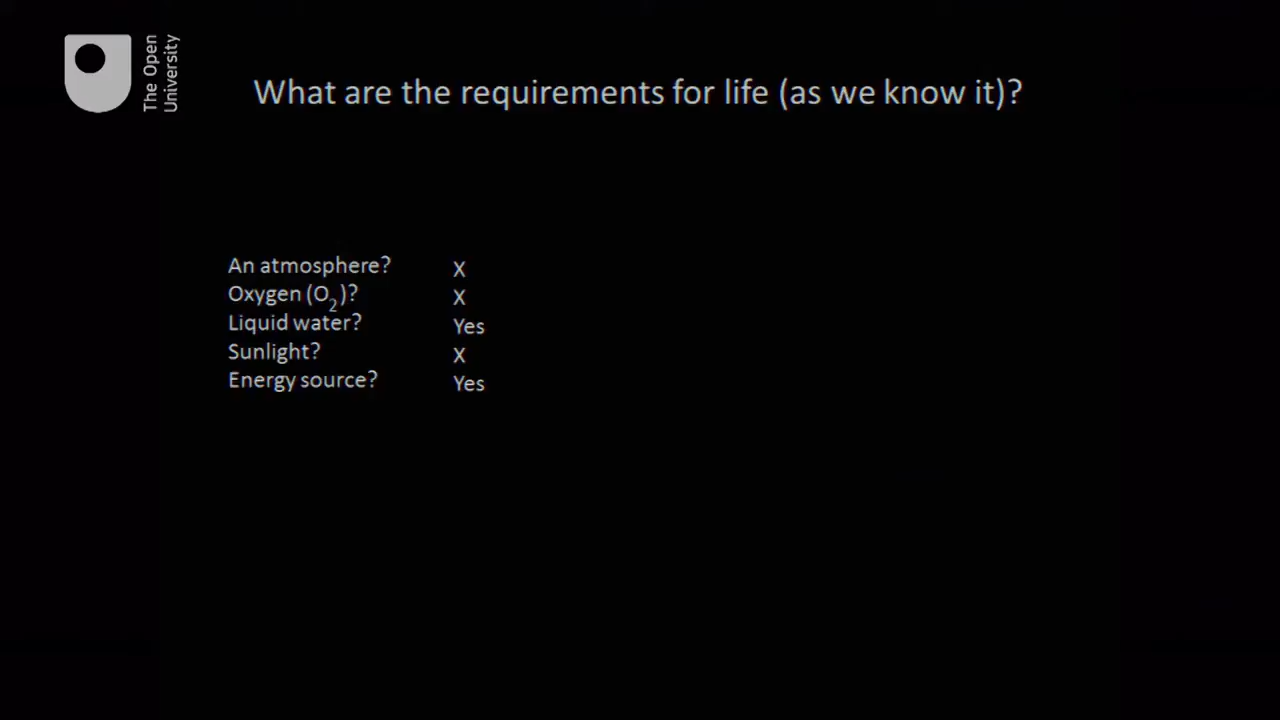 The Open
University
What are the requirements for life (as we know it)?
An atmosphere? X
Oxygen (O₂)? X
Liquid water? Yes
Sunlight? X
Energy source? Yes